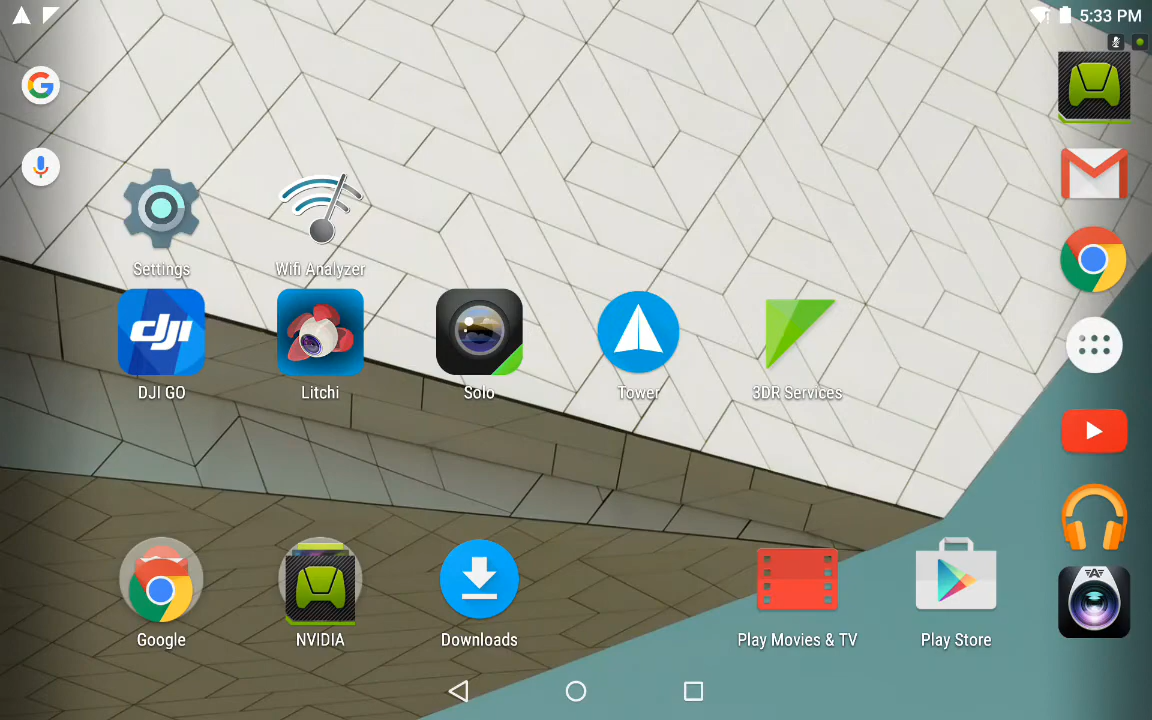 5:33 PM
Settings
Wifi Analyzer
dji
DJI GO
Litchi
Solo
Tower
3DR Services
Google
NVIDIA
Downloads
Play Movies & TV
Play Store